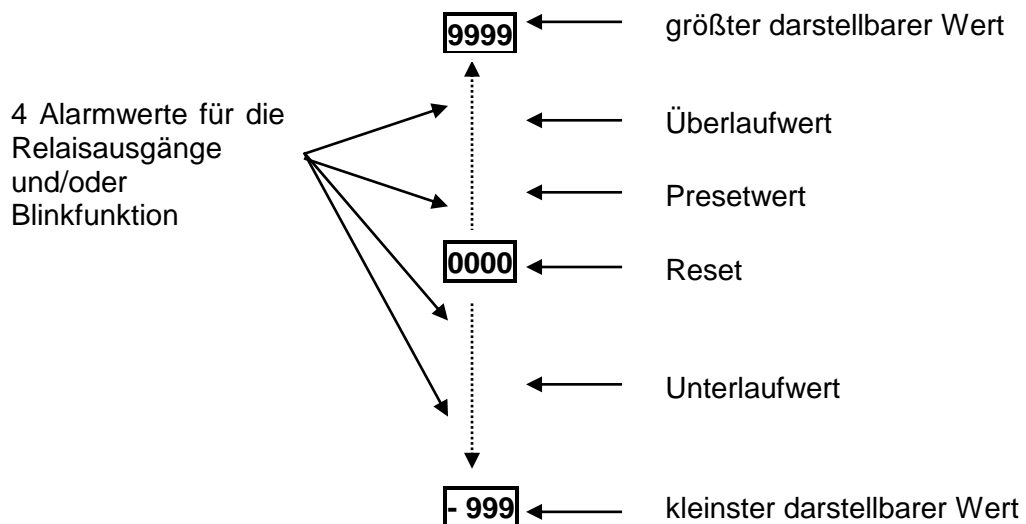 9999
größter darstellbarer Wert
4 Alarmwerte für die
Relaisausgänge
und/oder
Blinkfunktion
Überlaufwert
Presetwert
0000
Reset
Unterlaufwert
- 999
kleinster darstellbarer Wert